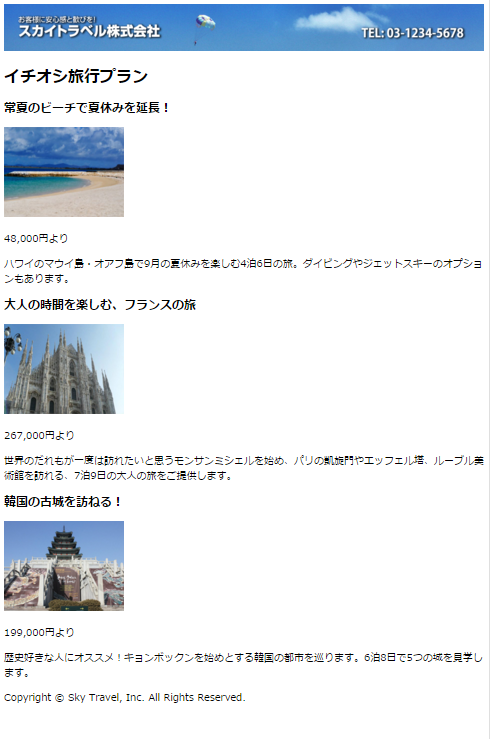 お客様に安心感と歓びを!
スカイトラベル株式会社
TEL: 03-1234-5678
イチオシ旅行プラン
常夏のビーチで夏休みを延長！
48,000円より
ハワイのマウイ島・オアフ島で9月の夏休みを楽しむ4泊6日の旅。ダイビングやジェットスキーのオプショ
ンもあります。
大人の時間を楽しむ、フランスの旅
267,000円より
世界のだれもが一度は訪れたいと思うモンサンミシェルを始め、パリの凱旋門やエッフェル塔、ルーブル美
術館を訪れる、7泊9日の大人の旅をご提供します。
韓国の古城を訪ねる！
199,000円より
歴史好きな人にオススメ！キョンボックンを始めとする韓国の都市を巡ります。6泊8日で5つの城を見学し
ます。
Copyright © Sky Travel, Inc. All Rights Reserved.